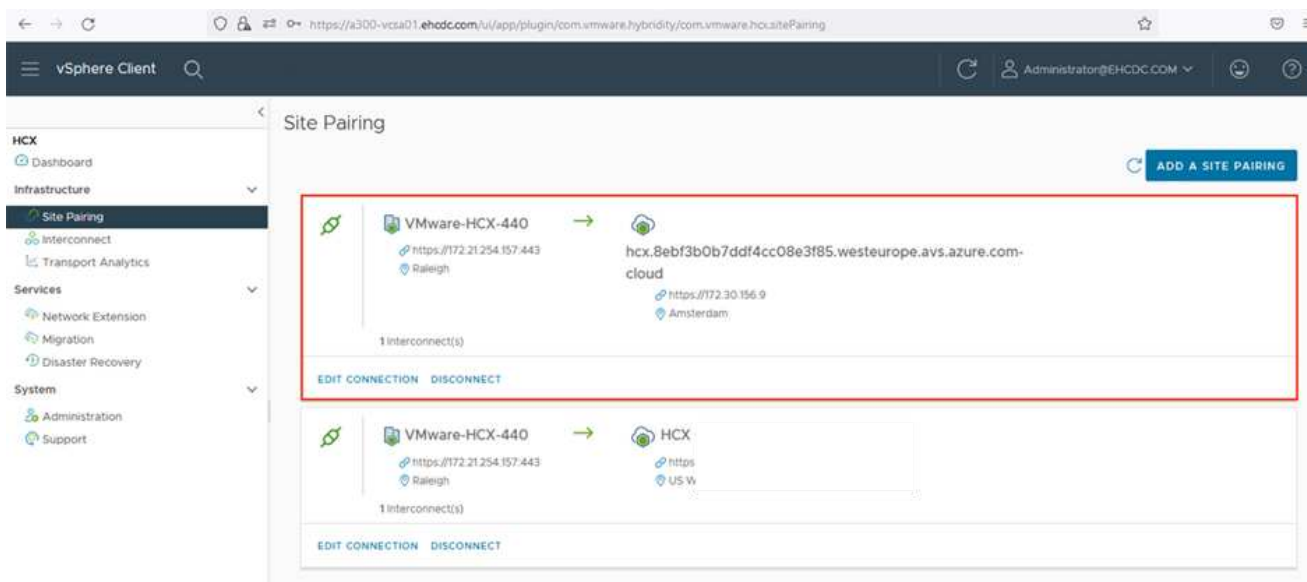 https://a300-vcsa01.ehcdc.com/ui/app/plugin/com.vmware.hybridity/com.vmware.hcx.sitePairing
vSphere Client
Administrator@EHCDC.COM
HCX
Dashboard
Infrastructure
Site Pairing
Interconnect
Transport Analytics
Services
Network Extension
Migration
Disaster Recovery
System
Administration
Support
Site Pairing
ADD A SITE PAIRING
VMware-HCX-440
https://172.21.254.157:443
Raleigh
hcx.8ebf3b0b7ddf4cc08e3f85.westeurope.avs.azure.com-
cloud
https://172.30.156.9
Amsterdam
1 Interconnect(s)
EDIT CONNECTION DISCONNECT
VMware-HCX-440
https://172.21.254.157:443
Raleigh
HCX
https
US W
1 Interconnect(s)
EDIT CONNECTION DISCONNECT